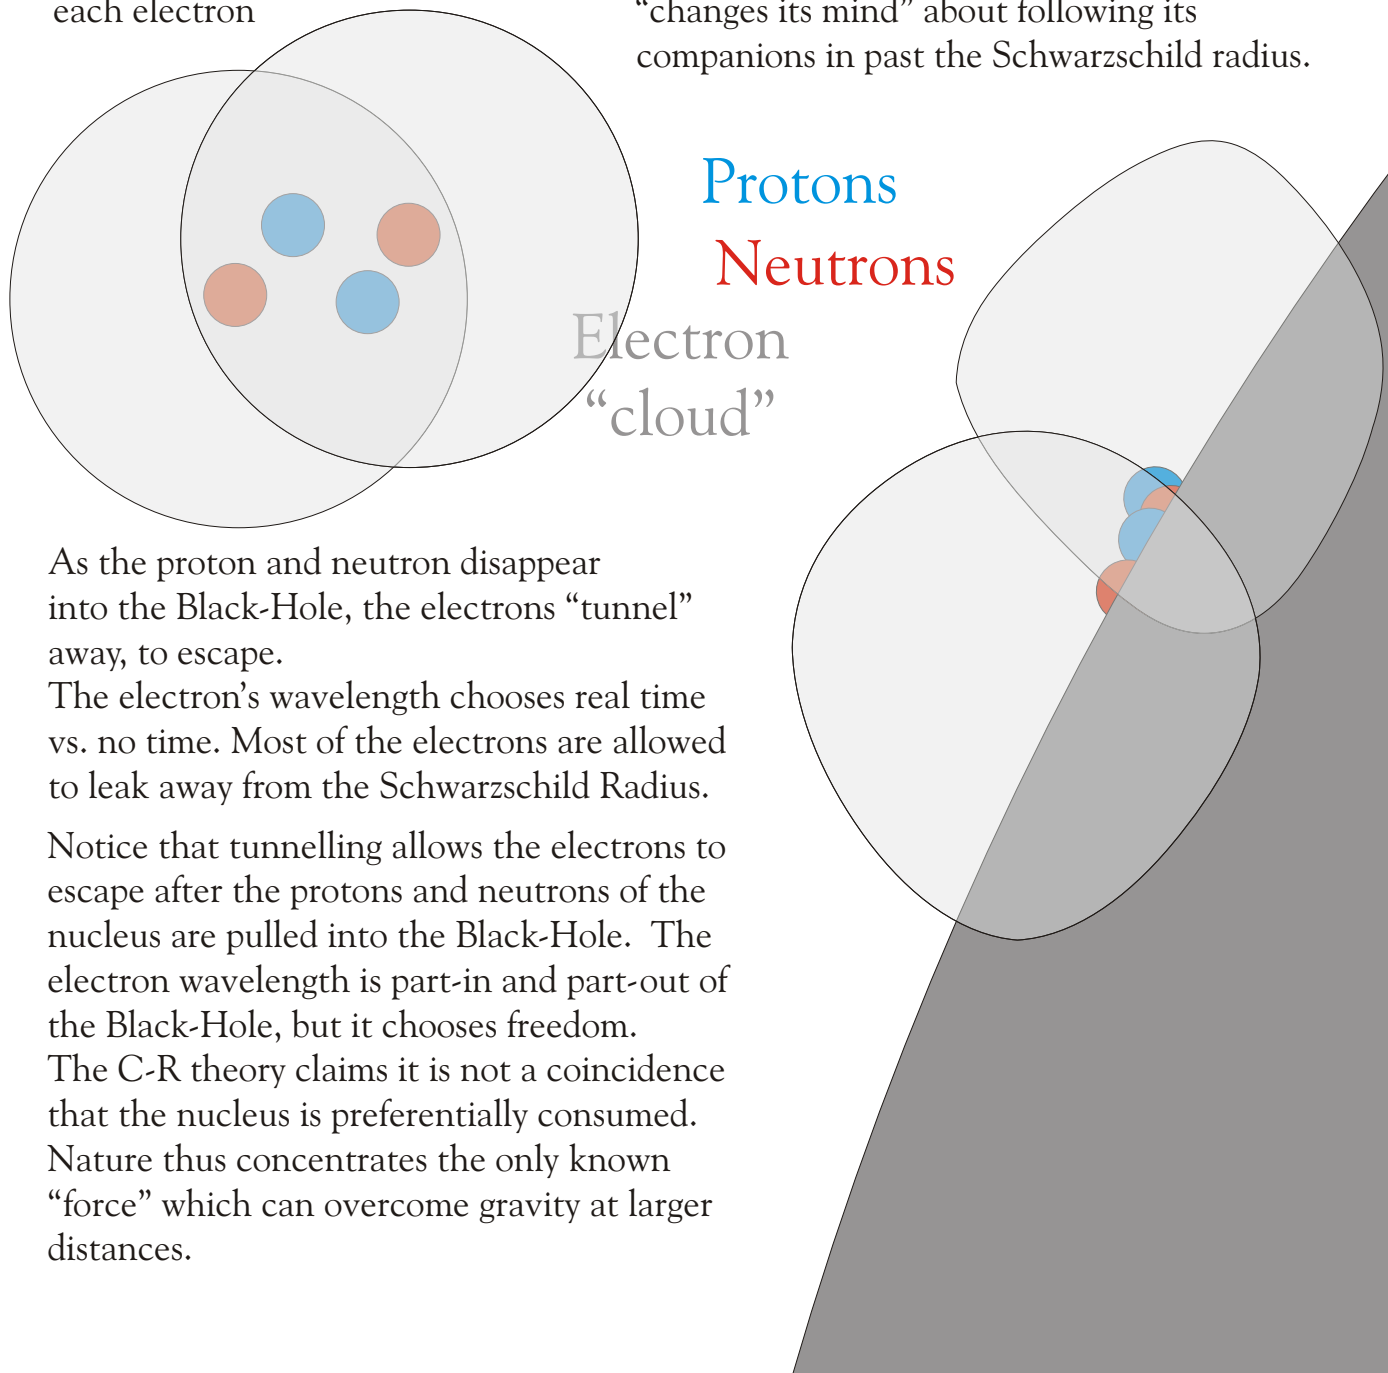 each electron
“changes its mind” about following its
companions in past the Schwarzschild radius.
Protons
Neutrons
Electron
“cloud”
As the proton and neutron disappear
into the Black-Hole, the electrons “tunnel”
away, to escape.
The electron’s wavelength chooses real time
vs. no time. Most of the electrons are allowed
to leak away from the Schwarzschild Radius.
Notice that tunnelling allows the electrons to
escape after the protons and neutrons of the
nucleus are pulled into the Black-Hole.  The
electron wavelength is part-in and part-out of
the Black-Hole, but it chooses freedom.
The C-R theory claims it is not a coincidence
that the nucleus is preferentially consumed.
Nature thus concentrates the only known
“force” which can overcome gravity at larger
distances.